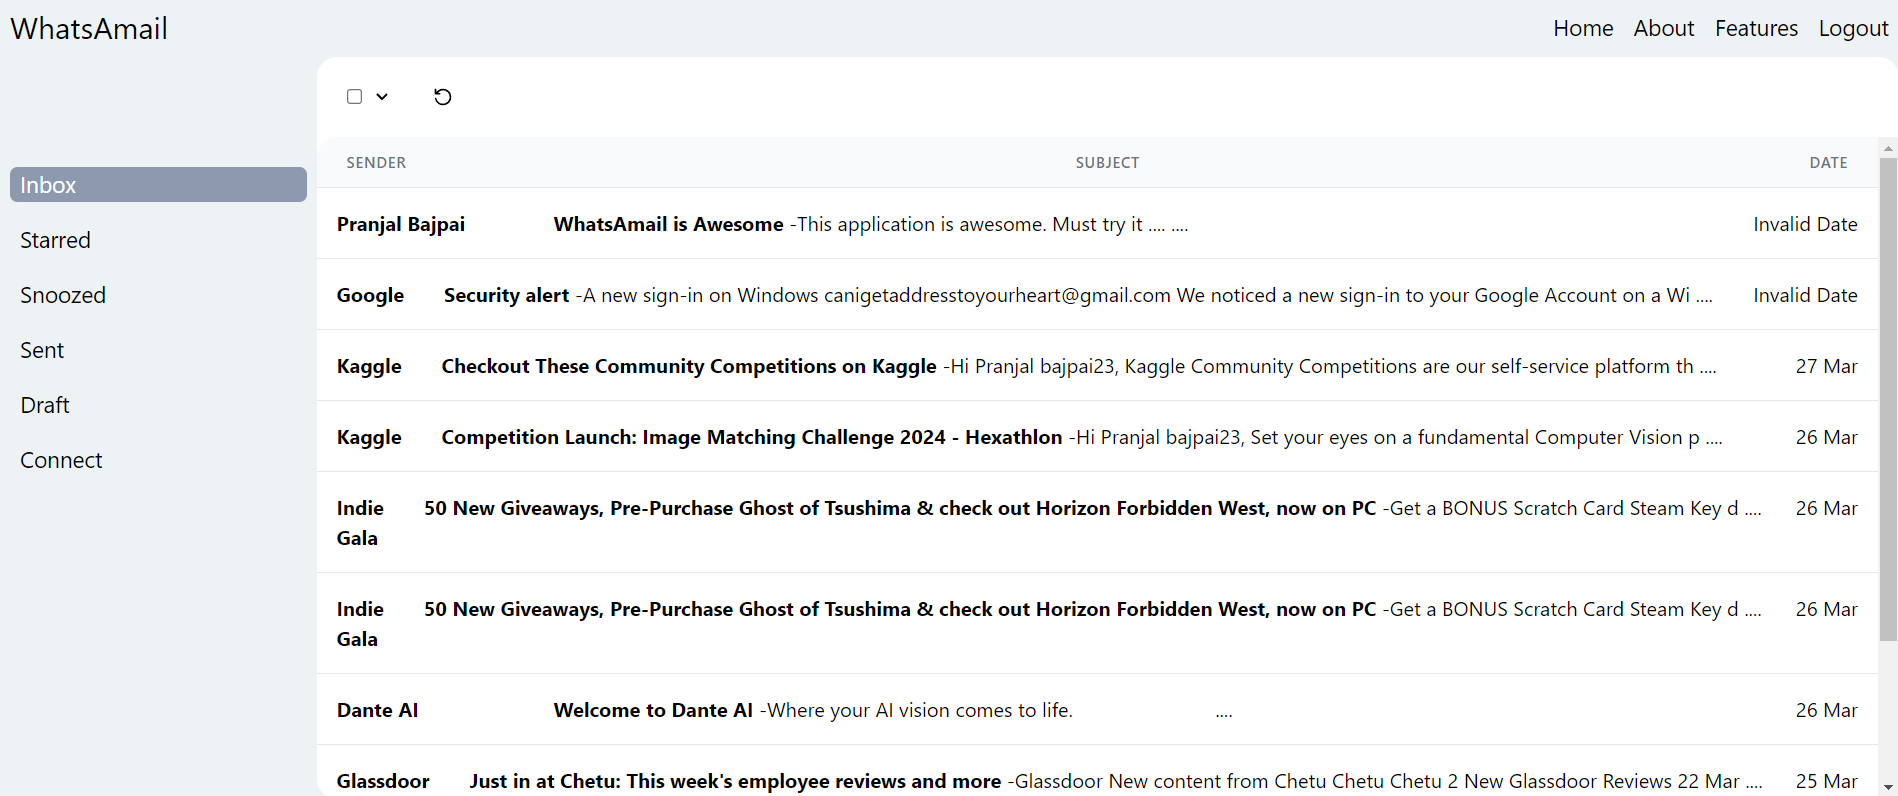 WhatsAmail
Home About Features Logout
SENDER SUBJECT DATE
Inbox
Starred
Snoozed
Sent
Draft
Connect
Pranjal Bajpai WhatsAmail is Awesome -This application is awesome. Must try it .... .... Invalid Date
Google Security alert -A new sign-in on Windows canigetaddresstoyourheart@gmail.com We noticed a new sign-in to your Google Account on a Wi .... Invalid Date
Kaggle Checkout These Community Competitions on Kaggle -Hi Pranjal bajpai23, Kaggle Community Competitions are our self-service platform th .... 27 Mar
Kaggle Competition Launch: Image Matching Challenge 2024 - Hexathlon -Hi Pranjal bajpai23, Set your eyes on a fundamental Computer Vision p .... 26 Mar
Indie 50 New Giveaways, Pre-Purchase Ghost of Tsushima & check out Horizon Forbidden West, now on PC -Get a BONUS Scratch Card Steam Key d .... 26 Mar
Gala
Indie 50 New Giveaways, Pre-Purchase Ghost of Tsushima & check out Horizon Forbidden West, now on PC -Get a BONUS Scratch Card Steam Key d .... 26 Mar
Gala
Dante AI Welcome to Dante AI -Where your AI vision comes to life. .... 26 Mar
Glassdoor Just in at Chetu: This week's employee reviews and more -Glassdoor New content from Chetu Chetu Chetu 2 New Glassdoor Reviews 22 Mar .... 25 Mar